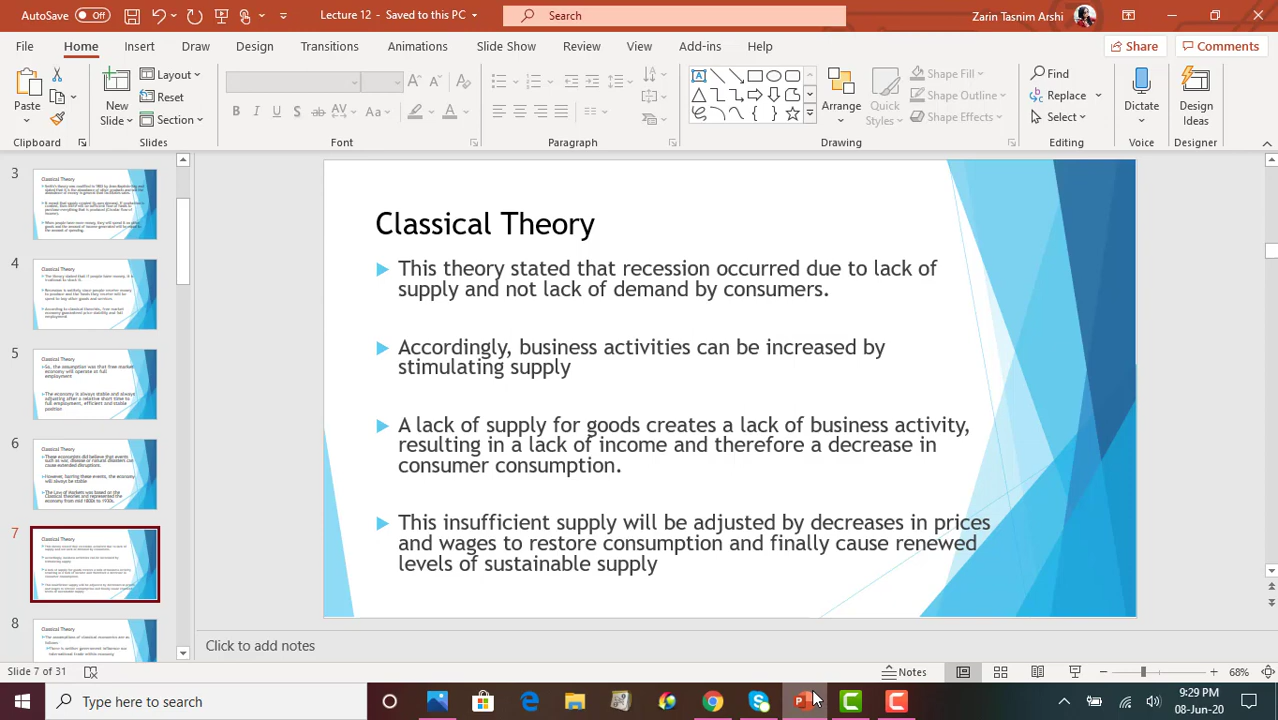 AutoSave Off Lecture 12 - Saved to this PC Search Zarin Tasnim Arshi
File Home Insert Draw Design Transitions Animations Slide Show Review View Add-ins Help Share Comments
Paste
New Slide
Layout
Reset
Section
Arrange
Quick Styles
Shape Fill
Shape Outline
Shape Effects
Find
Replace
Select
Dictate
Design Ideas
Clipboard Slides Font Paragraph Drawing Editing Voice Designer
3
4
5
6
7
8
Classical Theory
This theory stated that recession occurred due to lack of
supply and not lack of demand by consumers.
Accordingly, business activities can be increased by
stimulating supply
A lack of supply for goods creates a lack of business activity,
resulting in a lack of income and therefore a decrease in
consumer consumption.
This insufficient supply will be adjusted by decreases in prices
and wages to restore consumption and finally cause renewed
levels of sustainable supply
Click to add notes
Slide 7 of 31 Notes 68%
Type here to search
9:29 PM
08-Jun-20